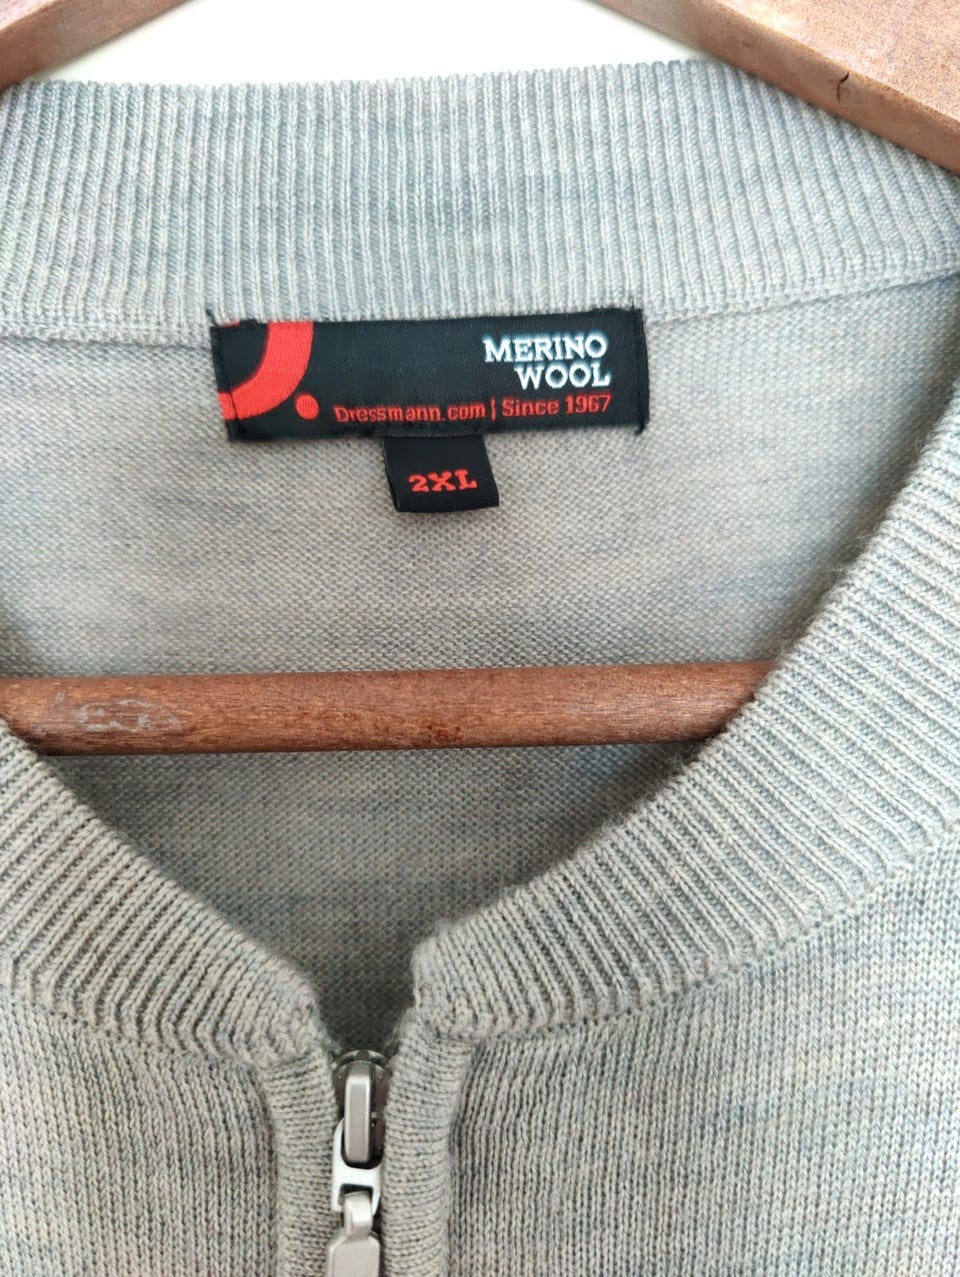 MERINO
WOOL
Dressmann.com | Since 1967
2XL